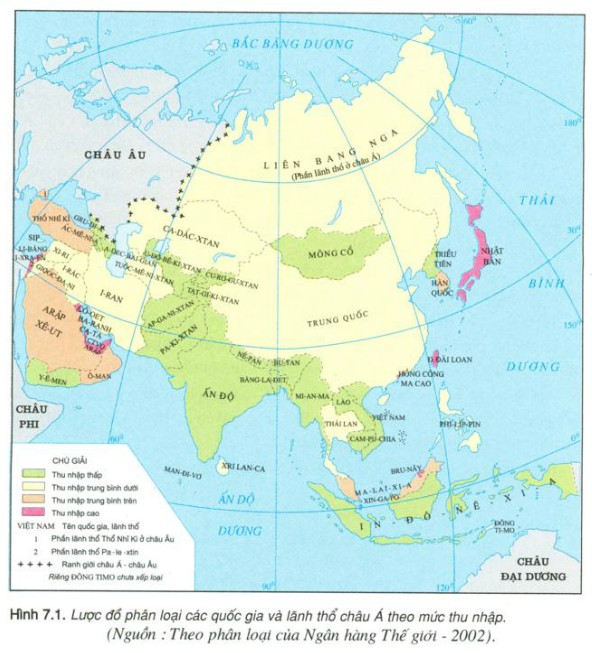 BẮC BĂNG DƯƠNG
60°
180°
CHÂU ÂU
LIÊN BANG NGA
(Phần lãnh thổ ở châu Á)
THÁI
BÌNH
DƯƠNG
150°
0°
1
THỔ NHĨ KÌ
GRU-DI-A
AC-MÊ-NI-A
A-DÉC-BAI-GIAN
CA-DẮC-XTAN
U-DƠ-BÊ-KI-XTAN
TUỐC-MÊ-NI-XTAN
CƯ-RƠ-GƯ-XTAN
TÁT-GI-KI-XTAN
MÔNG CỔ
TRIỀU
TIÊN
HÀN
QUỐC
NHẬT
BẢN
SIP
LI-BĂNG
I-XRA-EN
XI-RI
I-RẮC
GIOÓC-ĐA-NI
I-RAN
AP-GA-NI-XTAN
PA-KI-XTAN
TRUNG QUỐC
ARẬP
XÊ-UT
CÔ-OET
BA-RANH
CA-TA
Y-Ê-MEN
Ô-MAN
NÊ-PAN
BU-TAN
BĂNG-LA-ĐET
ẤN ĐỘ
MI-AN-MA
LÀO
THÁI LAN
VIỆT NAM
CAM-PU-CHIA
Đ.ĐÀI LOAN
HỒNG CÔNG
MA CAO
PHI-LIP-PIN
CHÂU
PHI
60°
MAN-ĐI-VƠ
XRI LAN-CA
BRU-NÂY
MA-LAI-XI-A
XIN-GA-PO
IN-ĐÔ-NÊ-XI-A
ĐÔNG
TI-MO
ẤN ĐỘ
DƯƠNG
90°
120°
CHÂU
ĐẠI DƯƠNG
CHÚ GIẢI
Thu nhập thấp
Thu nhập trung bình dưới
Thu nhập trung bình trên
Thu nhập cao
VIỆT NAM Tên quốc gia, lãnh thổ
1 Phần lãnh thổ Thổ Nhĩ Kì ở châu Âu
2 Phần lãnh thổ Pa-le-xtin
Ranh giới châu Á - châu Âu
Riêng ĐÔNG TIMO chưa xếp loại
Hình 7.1. Lược đồ phân loại các quốc gia và lãnh thổ châu Á theo mức thu nhập.
(Nguồn : Theo phân loại của Ngân hàng Thế giới - 2002).